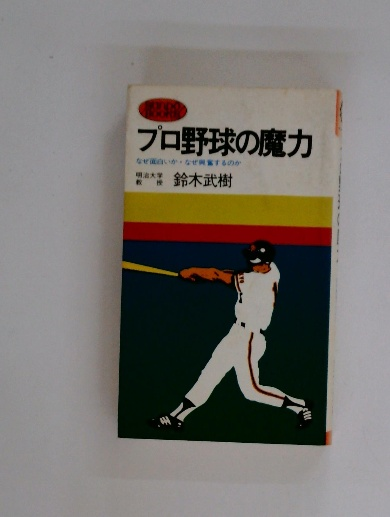 プロ野球の魔力
なぜ面白いか・なぜ興奮するのか
明治大学
教授 鈴木武樹